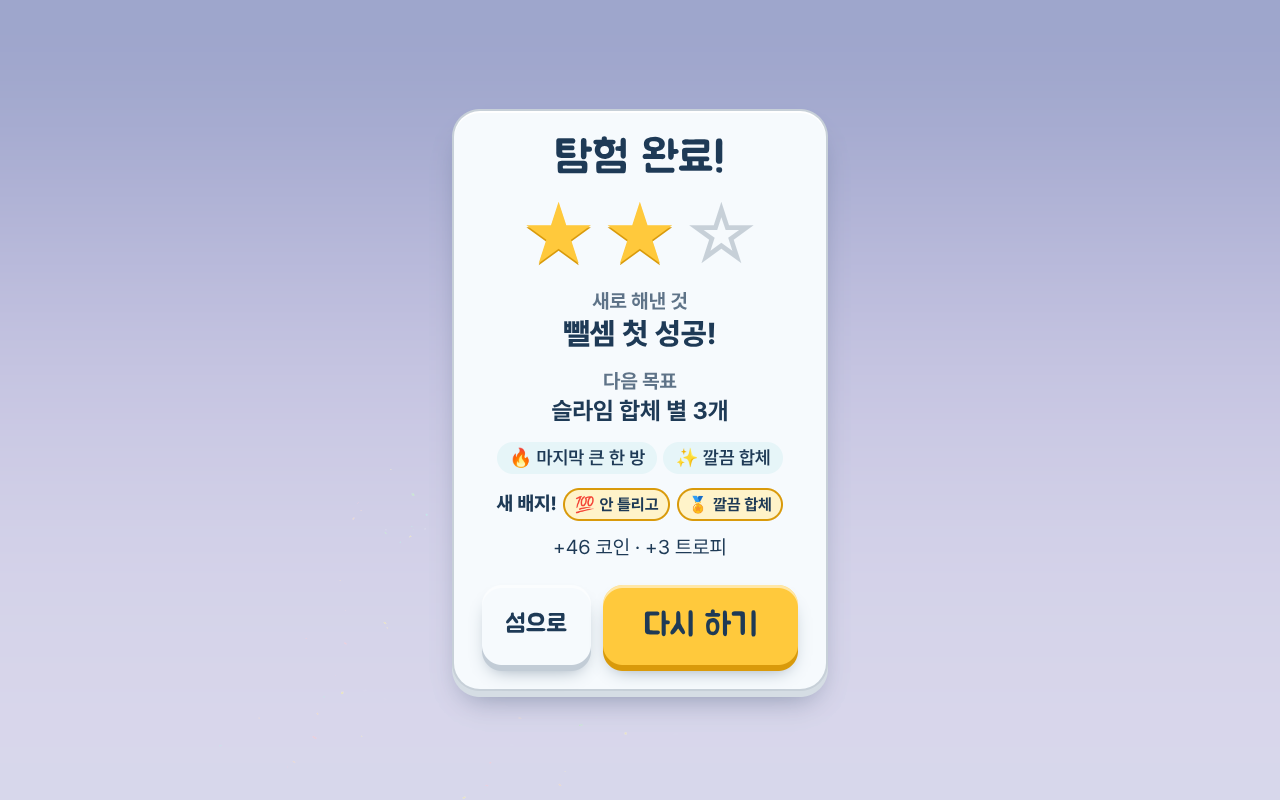 탐험 완료!
새로 해낸 것
뺄셈 첫 성공!
다음 목표
슬라임 합체 별 3개
🔥 마지막 큰 한 방 ✨ 깔끔 합체
새 배지! 💯 안 틀리고 🏅 깔끔 합체
+46 코인 · +3 트로피
섬으로 다시 하기